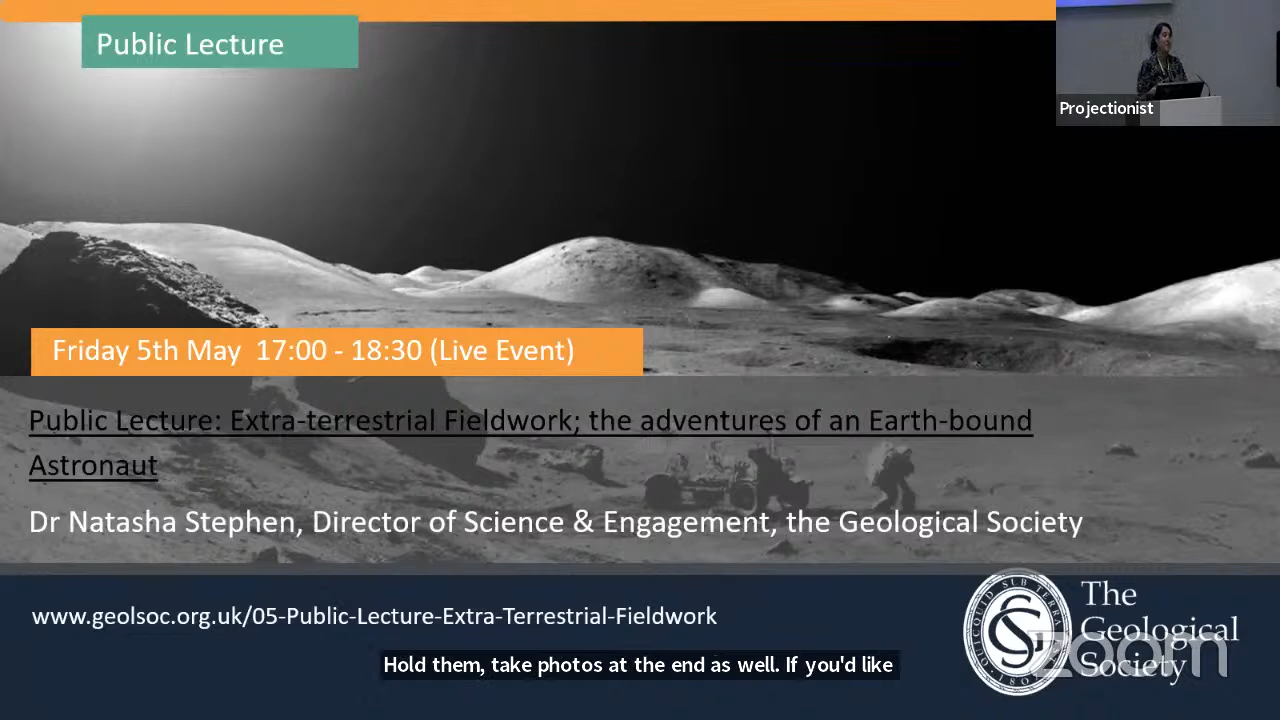 Public Lecture
Projectionist
Friday 5th May 17:00 - 18:30 (Live Event)
Public Lecture: Extra-terrestrial Fieldwork; the adventures of an Earth-bound
Astronaut
Dr Natasha Stephen, Director of Science & Engagement, the Geological Society
www.geolsoc.org.uk/05-Public-Lecture-Extra-Terrestrial-Fieldwork
The
Geological
Society
zoom
Hold them, take photos at the end as well. If you'd like